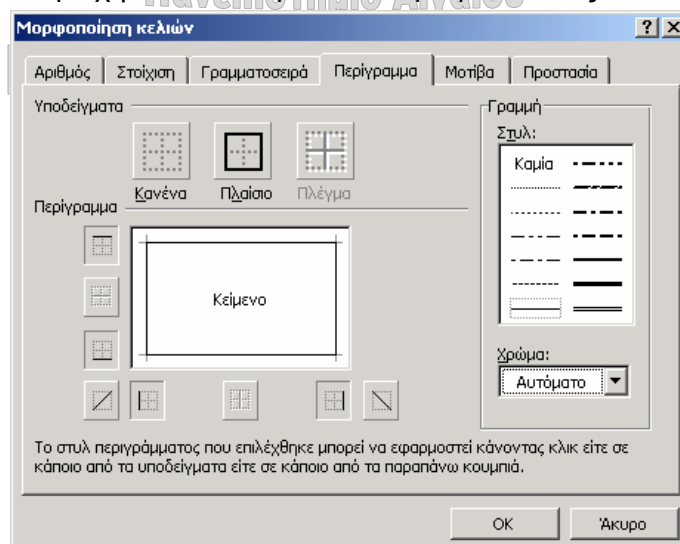 Πανεπιστήμιο Αιγαίου
Μορφοποίηση κελιών
Αριθμός Στοίχιση Γραμματοσειρά Περίγραμμα Μοτίβα Προστασία
Υποδείγματα
Κανένα Πλαίσιο Πλέγμα
Περίγραμμα
Κείμενο
Γραμμή
Στυλ:
Καμία
Χρώμα:
Αυτόματο
Το στυλ περιγράμματος που επιλέχθηκε μπορεί να εφαρμοστεί κάνοντας κλικ είτε σε
κάποιο από τα υποδείγματα είτε σε κάποιο από τα παραπάνω κουμπιά.
OK Άκυρο